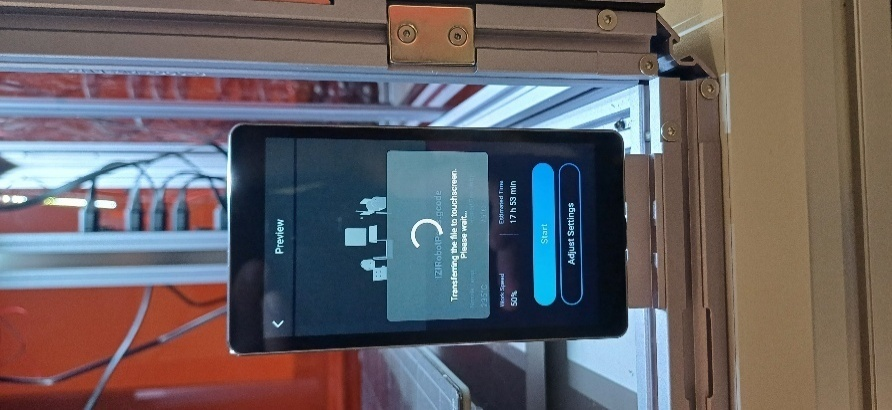 Preview
Transferring the file to touchscreen.
Please wait...
Work Speed
50%
Estimated Time
17 h 53 min
Start
Adjust Settings